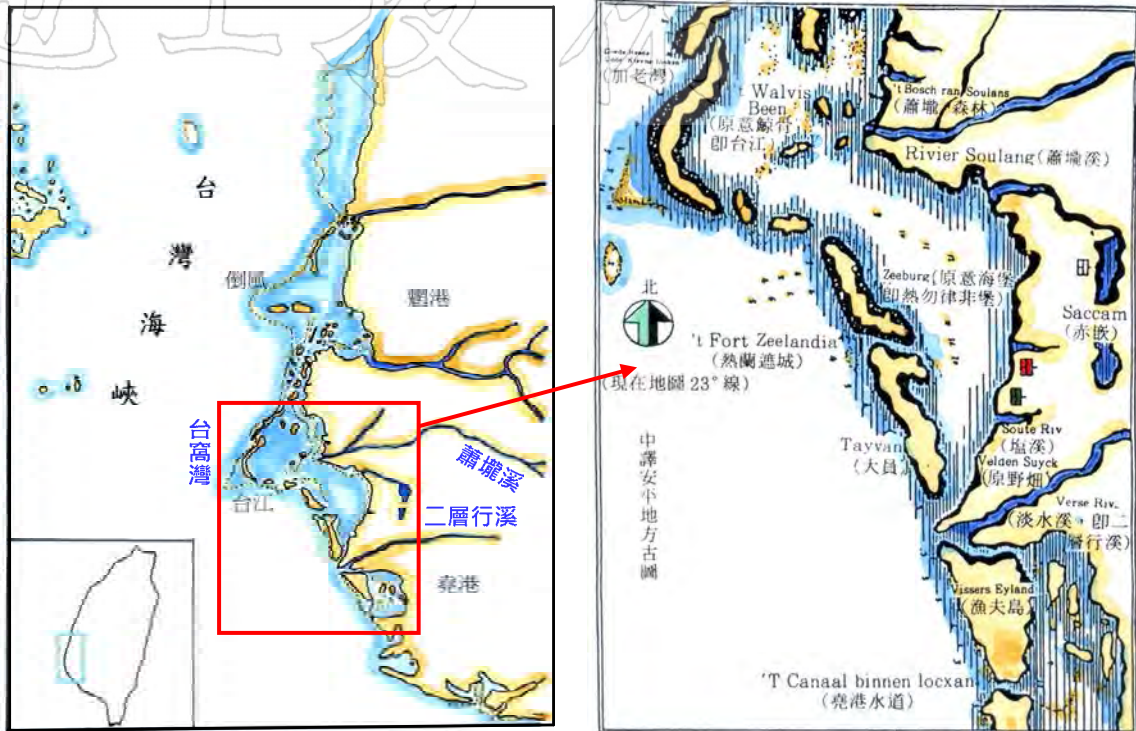 台
灣
海
峽
倒風
魍港
台窩灣
台江
蕭壠溪
二層行溪
堯港
(加老灣)
't Walvis
Been
(原意鯨骨
即台江)
't Bosch ran Soulans
(蕭壠 森林)
Rivier Soulang(蕭壠溪)
北
Zeeburg(原意海堡
即熱勿律非堡)
Saccam
(赤嵌)
't Fort Zeelandia
(熱蘭遮城)
(現在地圖23°線)
Tayvan
(大員)
Soute Riv
(塩溪)
Velden Suyck
(原野畑)
Verse Riv.
(淡水溪，即二
層行溪)
中譯安平地方古圖
Vissers Eyland
(漁夫島)
'T Canaal binnen locxan
(堯港水道)